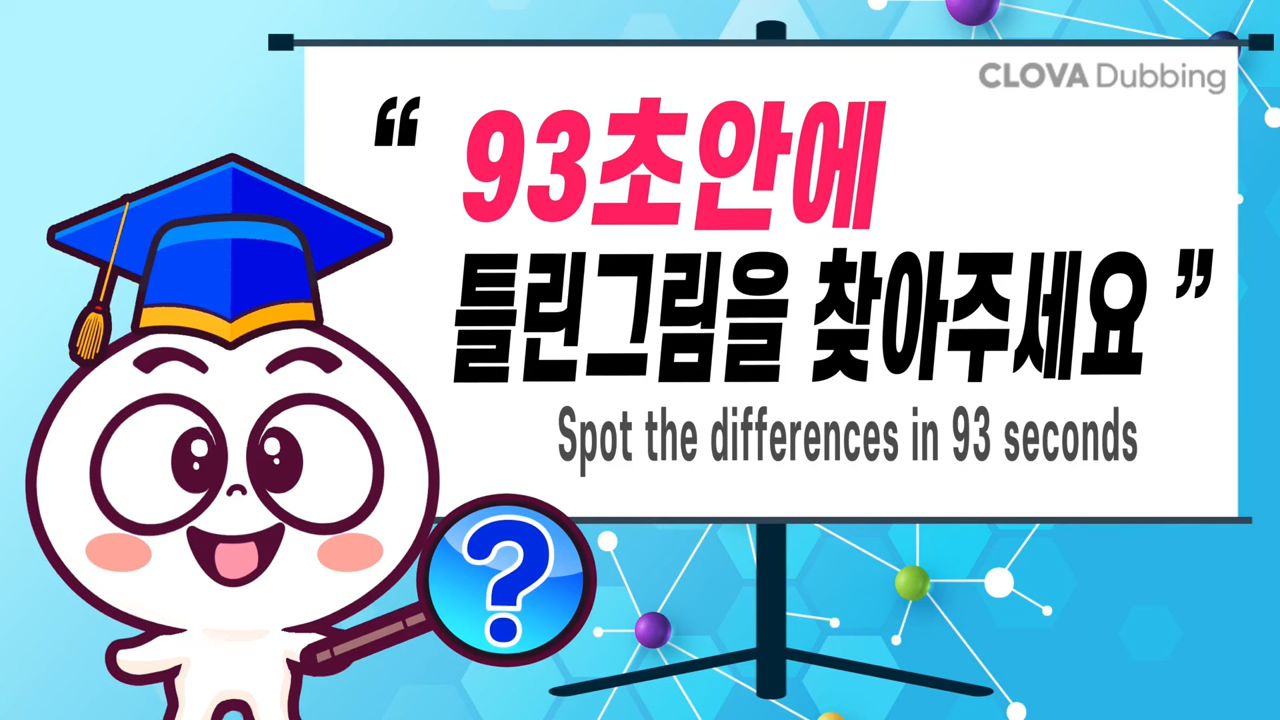 CLOVA Dubbing
“ 93초안에
틀린그림을 찾아주세요 ”
Spot the differences in 93 seconds
?